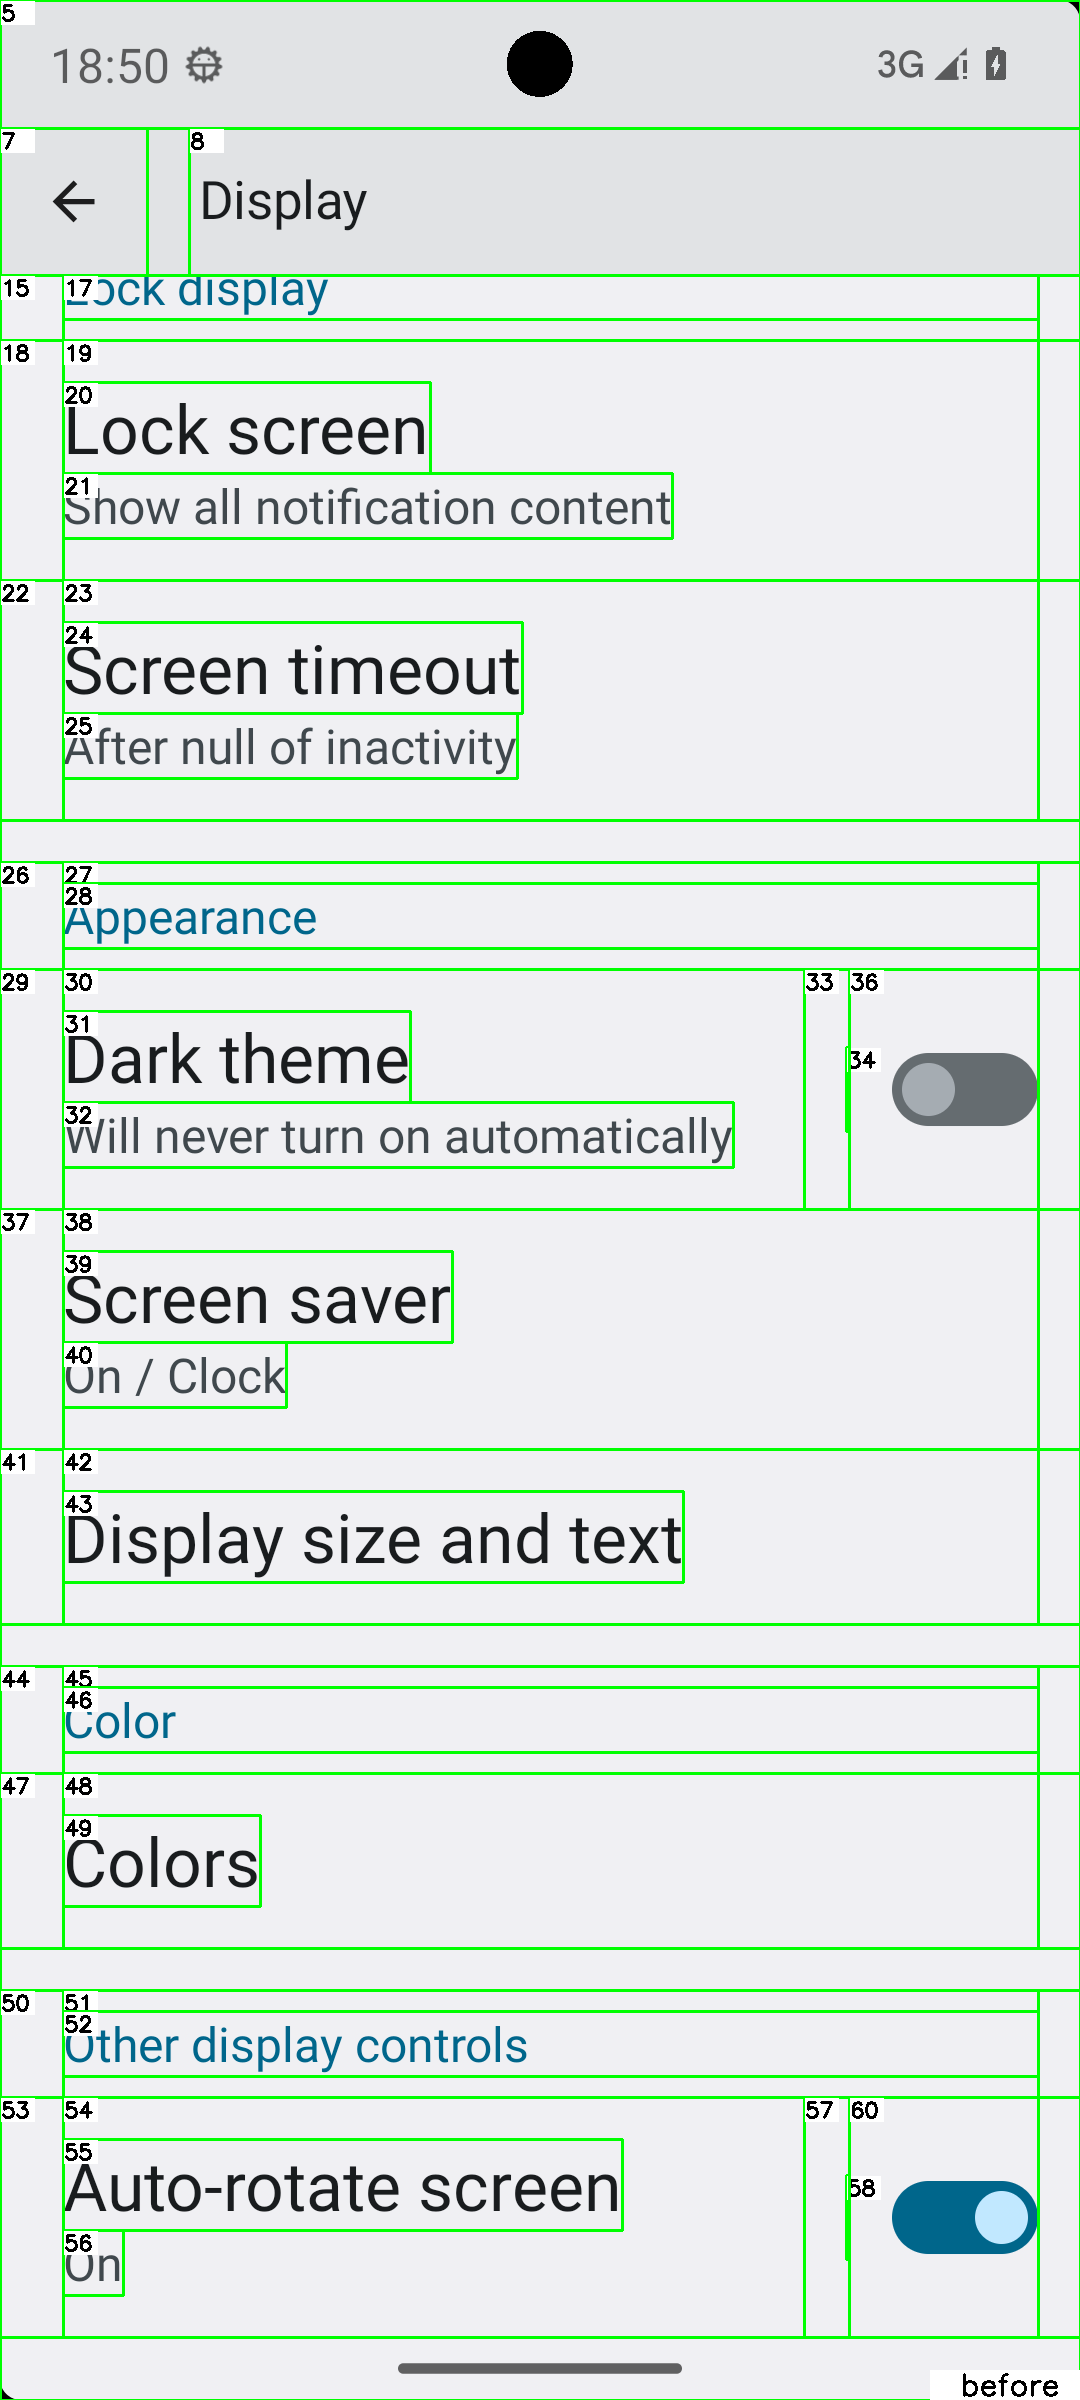 5
18:50 3G
7 8
Display
15 17 Lock display
18 19
20
Lock screen
21
Show all notification content
22 23
24
Screen timeout
25
After null of inactivity
26 27
28
Appearance
29 30 33 36
31
Dark theme
34
32
Will never turn on automatically
37 38
39
Screen saver
40
On / Clock
41 42
43
Display size and text
44 45
46
Color
47 48
49
Colors
50 51
52
Other display controls
53 54 57 60
55
Auto-rotate screen
58
56
On
before